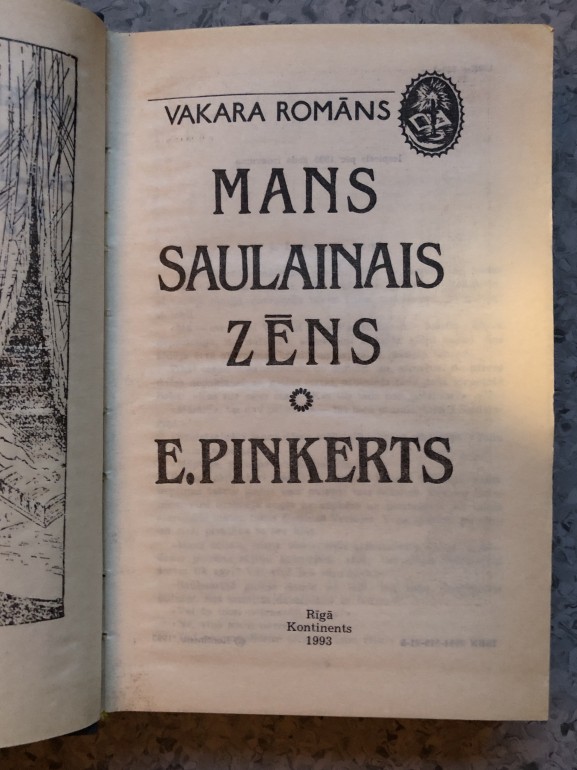 VAKARA ROMĀNS
MANS
SAULAINAIS
ZĒNS
E.PINKERTS
Rīgā
Kontinents
1993